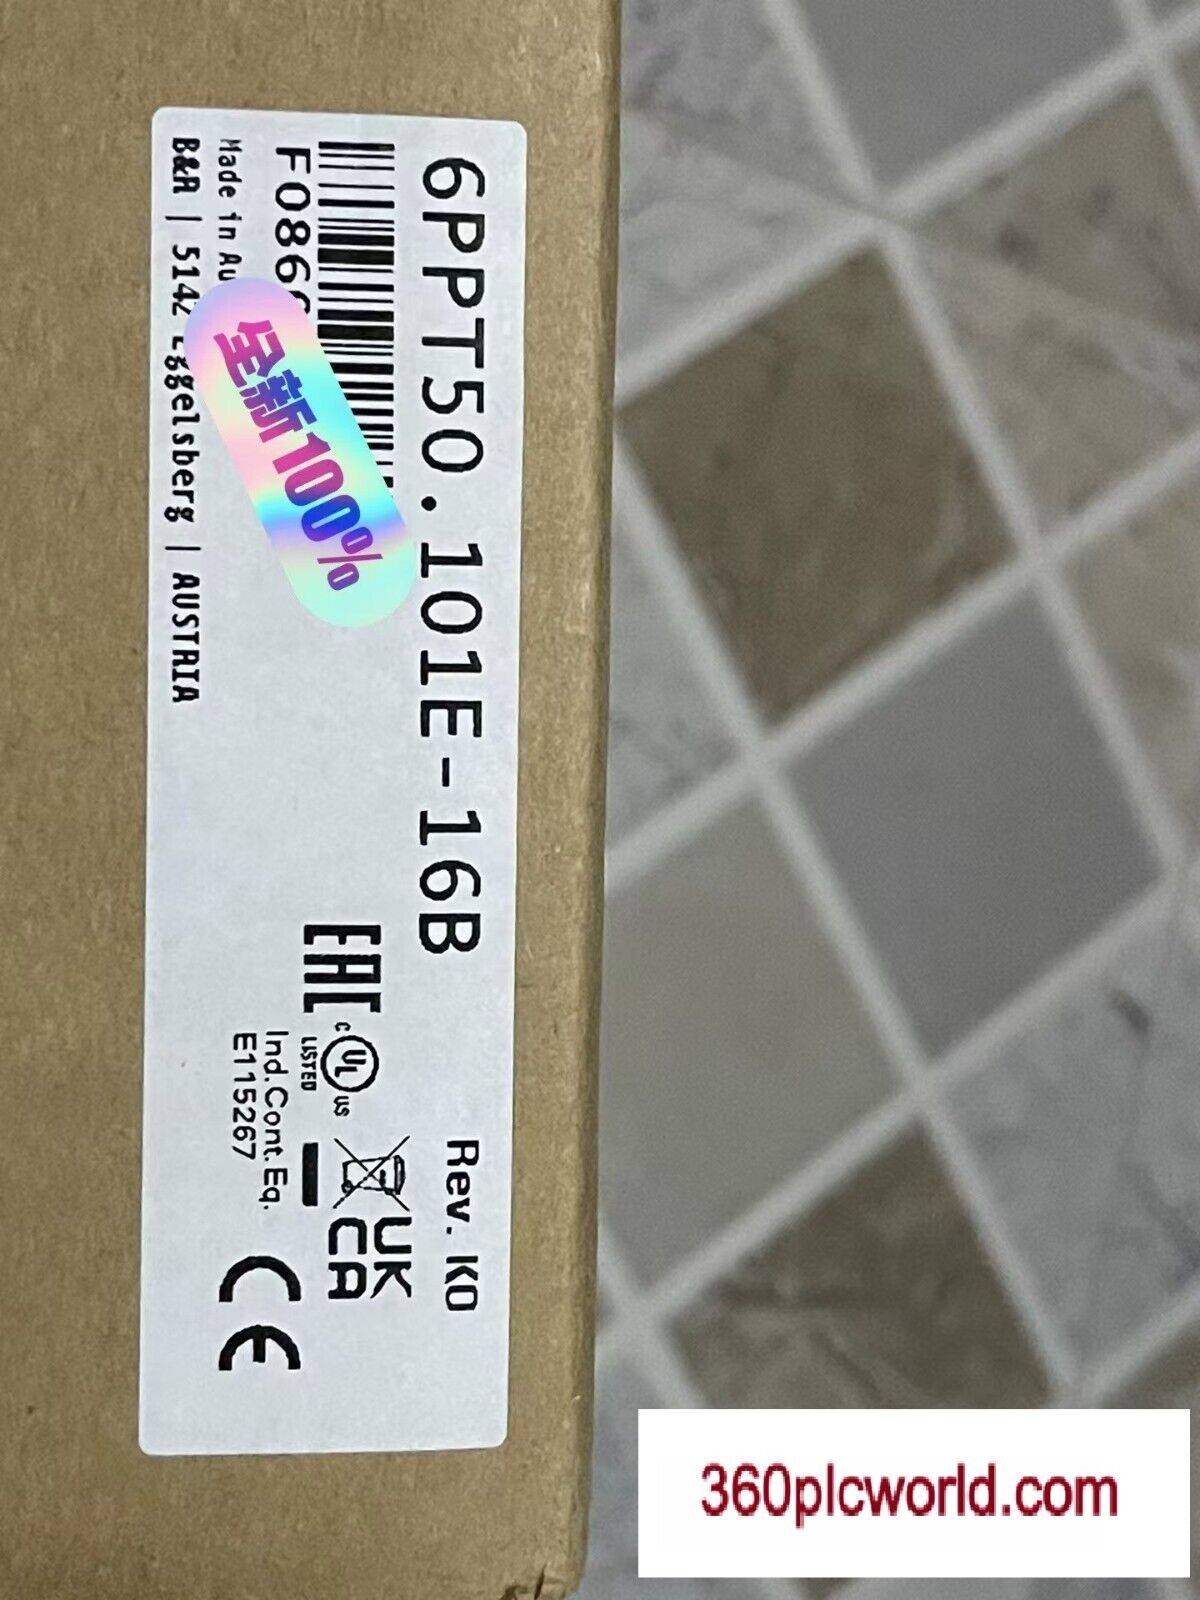 6PPT50.101E-16B
Rev. K0
F086
Made in Au
B&R | 5142 Eggelsberg | AUSTRIA
全新100%
EAC
C UL US
LISTED
Ind.Cont.Eq.
E115267
UK
CA
CE
360plcworld.com